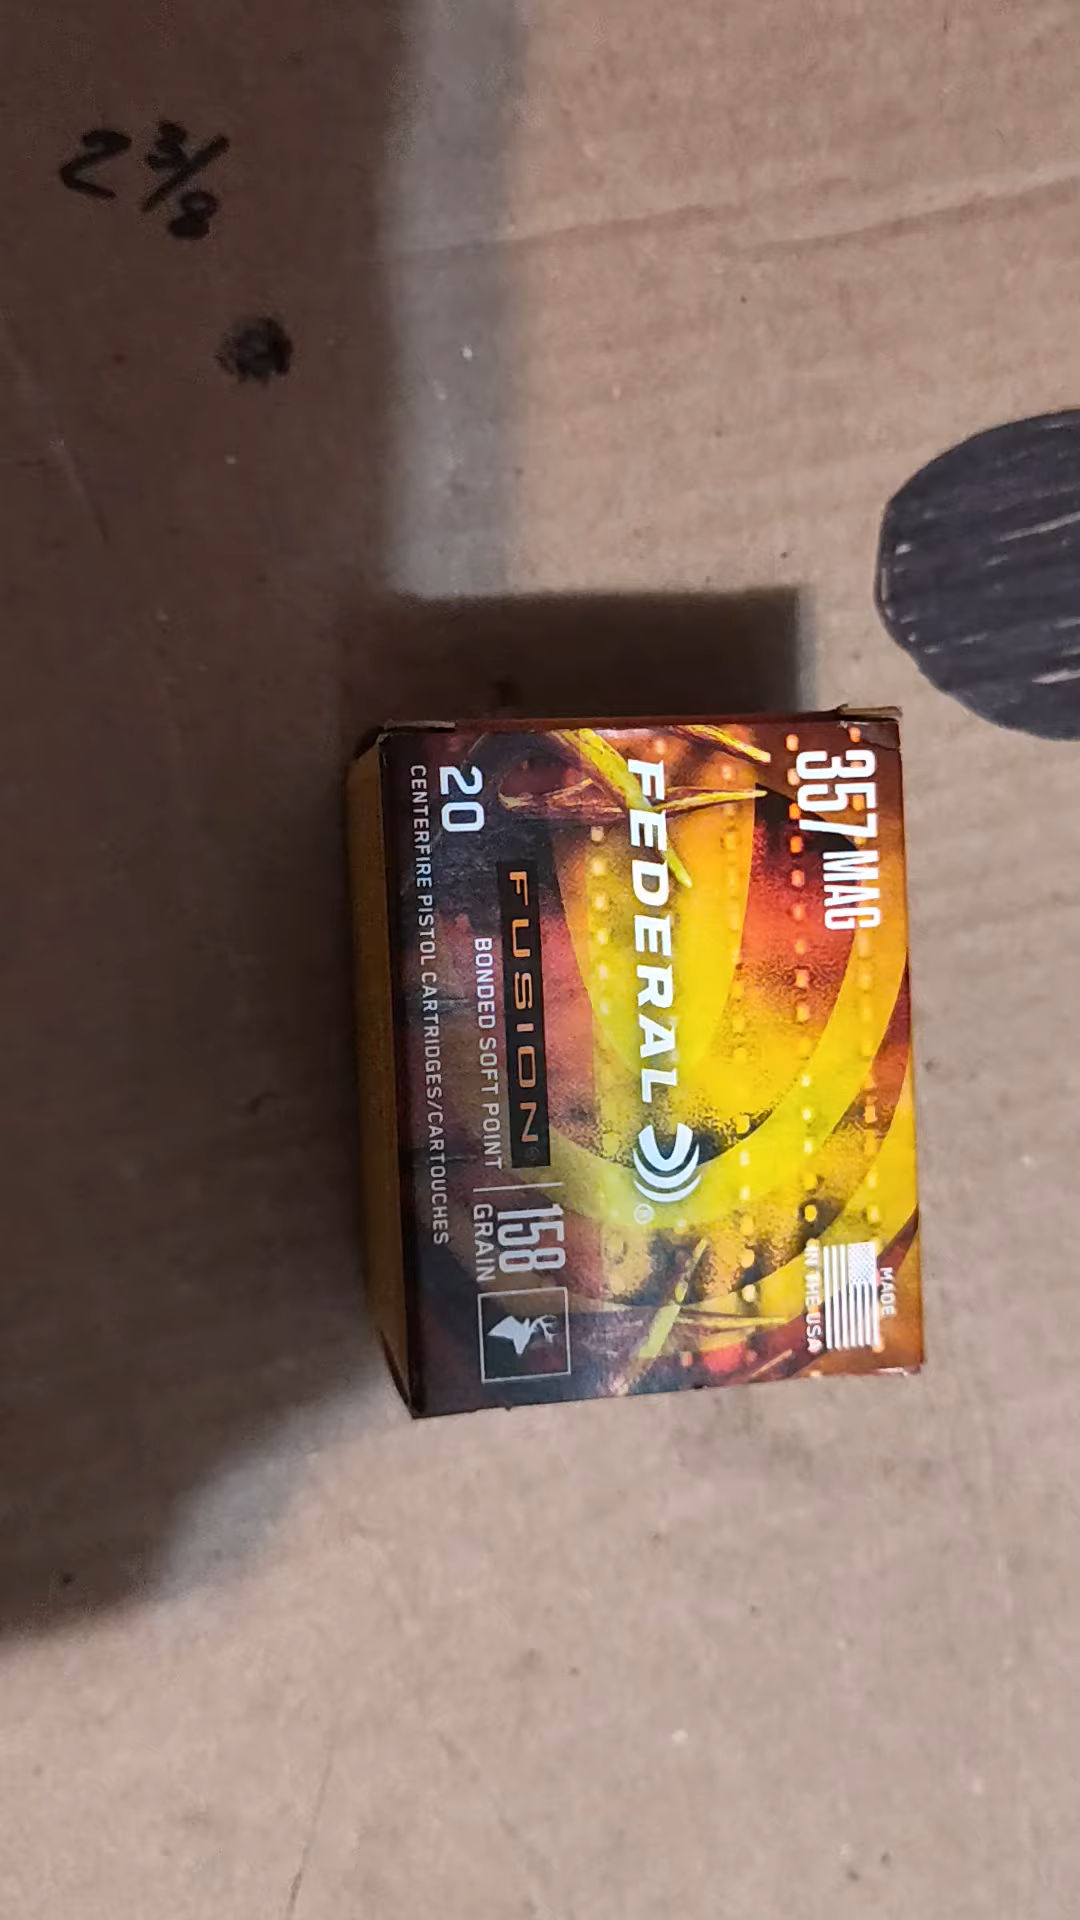 2 3/8
357 MAG
MADE
IN THE USA
FEDERAL®
FUSION®
BONDED SOFT POINT
158
GRAIN
20
CENTERFIRE PISTOL CARTRIDGES/CARTOUCHES